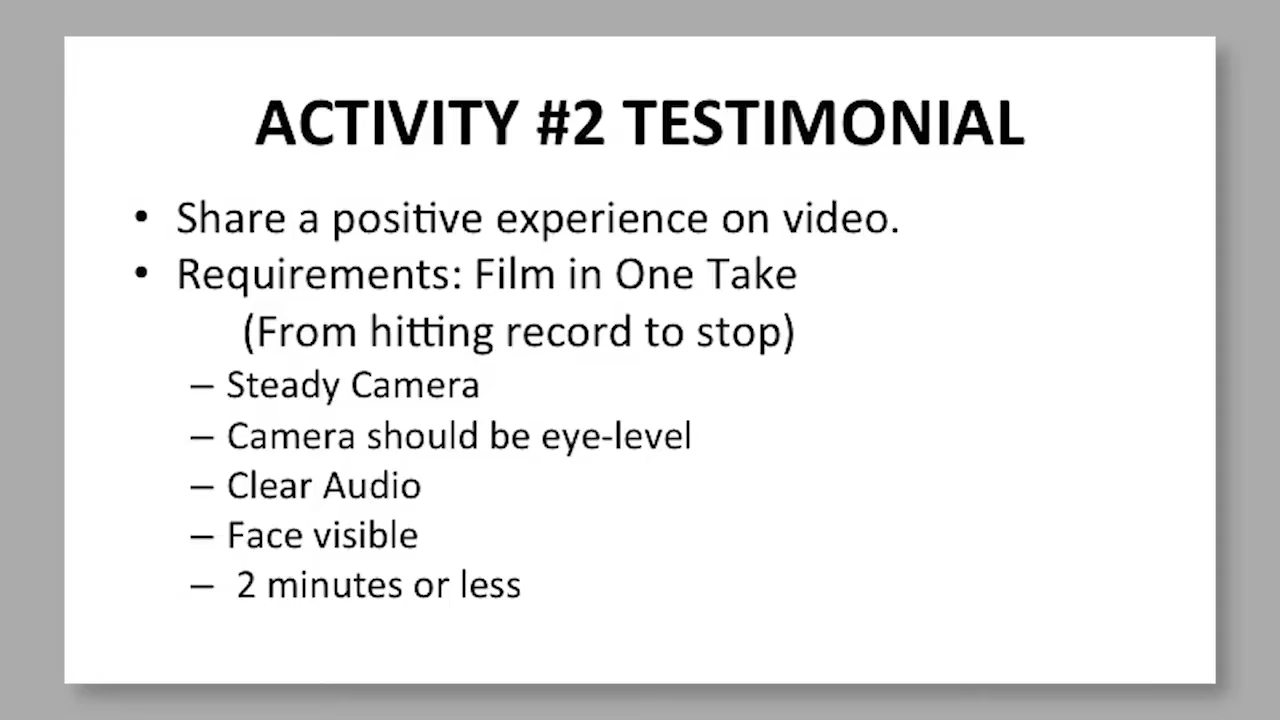 ACTIVITY #2 TESTIMONIAL
• Share a positive experience on video.
• Requirements: Film in One Take
(From hitting record to stop)
– Steady Camera
– Camera should be eye-level
– Clear Audio
– Face visible
– 2 minutes or less